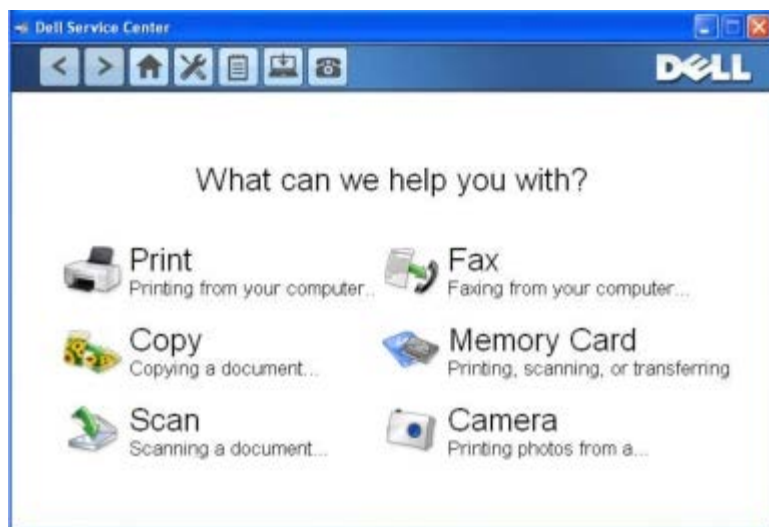 Dell Service Center
DELL
What can we help you with?
Print
Printing from your computer..
Fax
Faxing from your computer...
Copy
Copying a document...
Memory Card
Printing, scanning, or transferring
Scan
Scanning a document...
Camera
Printing photos from a...